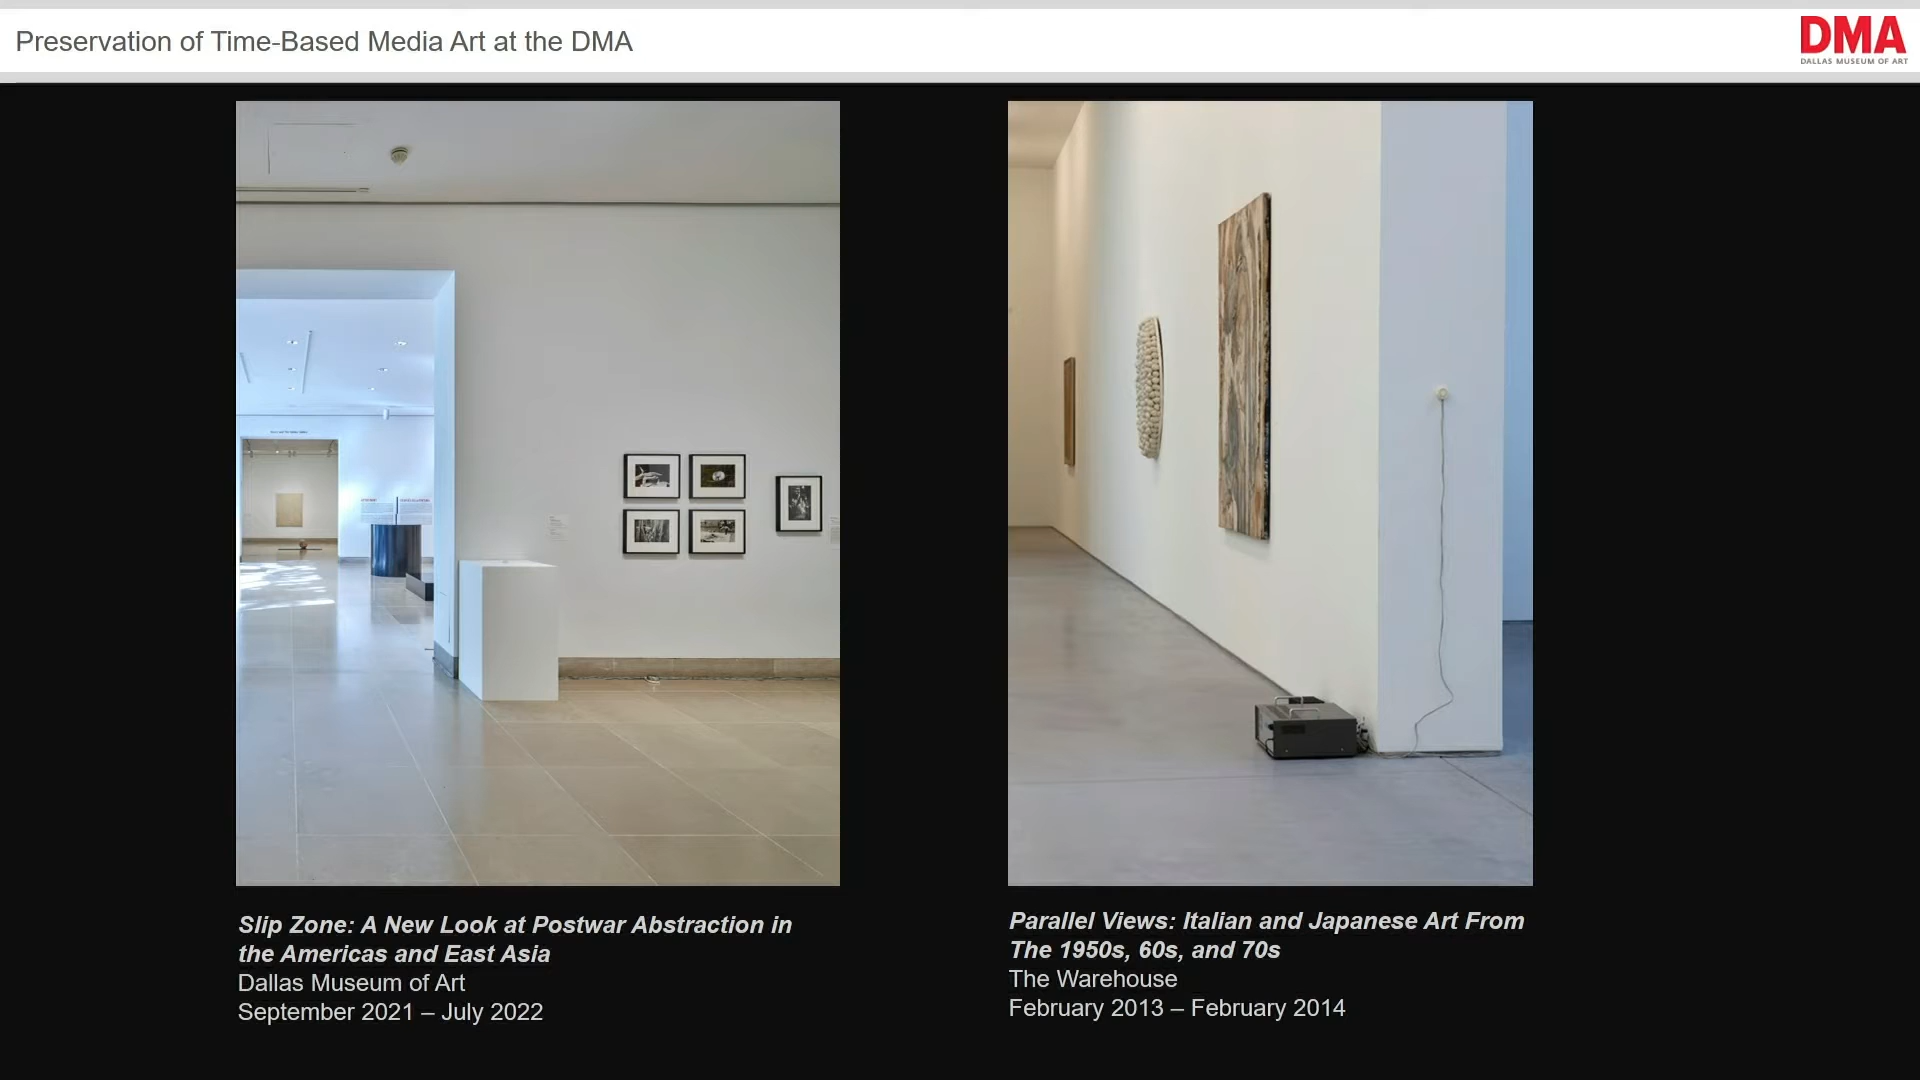 Preservation of Time-Based Media Art at the DMA
DMA
DALLAS MUSEUM OF ART
Slip Zone: A New Look at Postwar Abstraction in
the Americas and East Asia
Dallas Museum of Art
September 2021 – July 2022
Parallel Views: Italian and Japanese Art From
The 1950s, 60s, and 70s
The Warehouse
February 2013 – February 2014